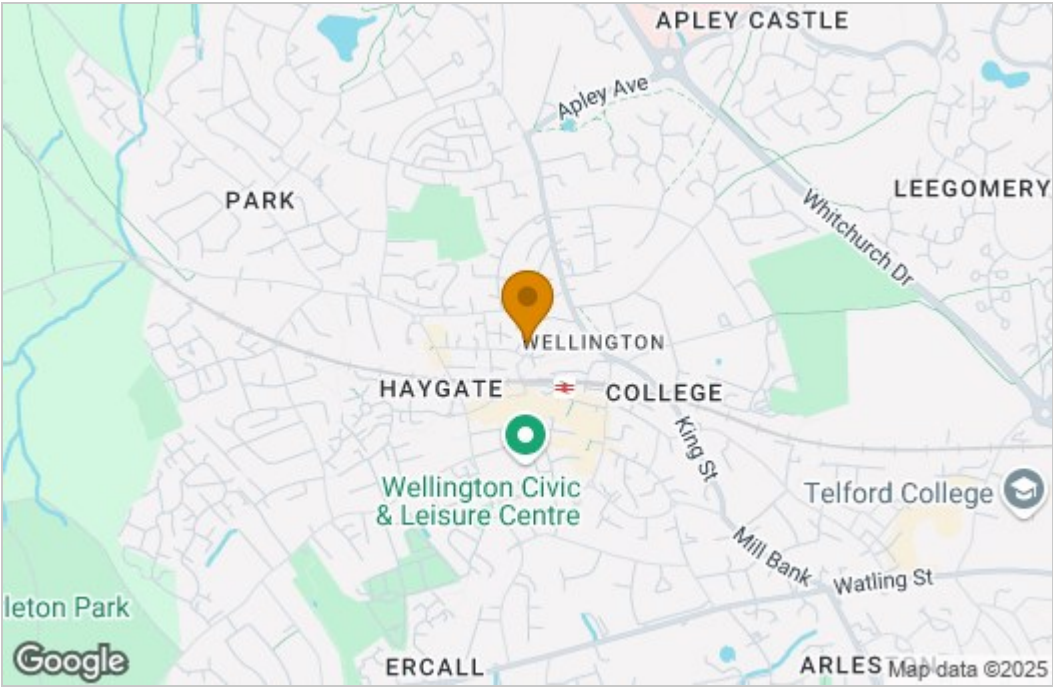 APLEY CASTLE
Apley Ave
PARK
LEEGOMERY
Whitchurch Dr
WELLINGTON
HAYGATE
COLLEGE
King St
Wellington Civic
& Leisure Centre
Telford College
Mill Bank
Watling St
leton Park
Google
ERCALL
ARLES
Map data ©2025